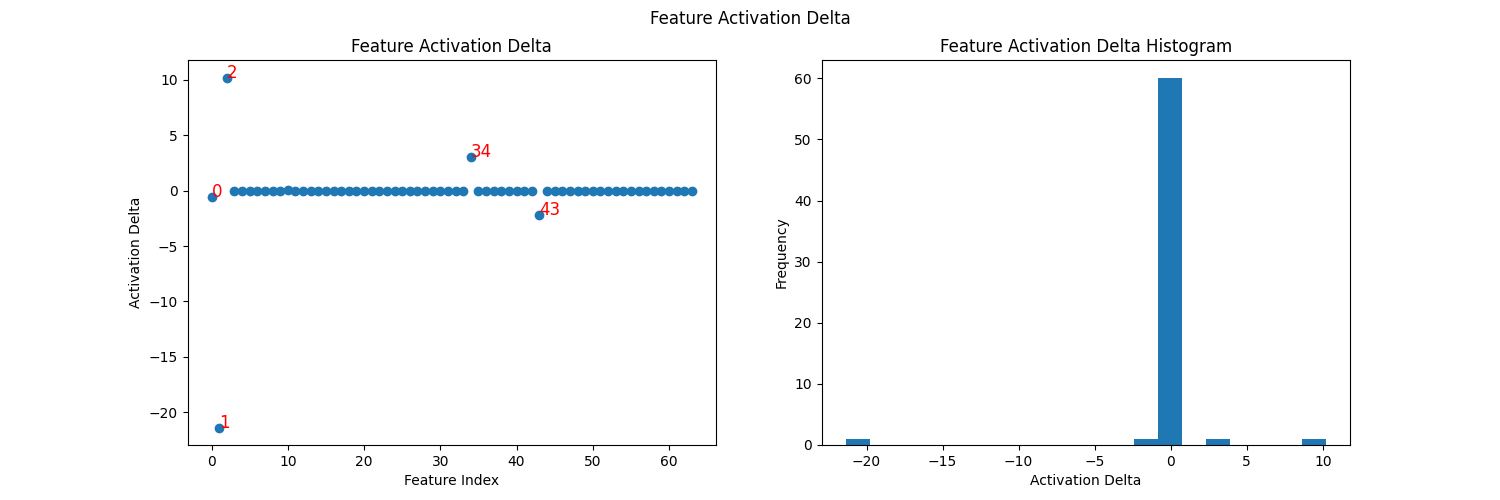 Feature Activation Delta
Feature Activation Delta
10
5
0
−5
−10
−15
−20
Activation Delta
2
34
0
43
1
0 10 20 30 40 50 60
Feature Index
Feature Activation Delta Histogram
60
50
40
30
20
10
0
Frequency
−20 −15 −10 −5 0 5 10
Activation Delta